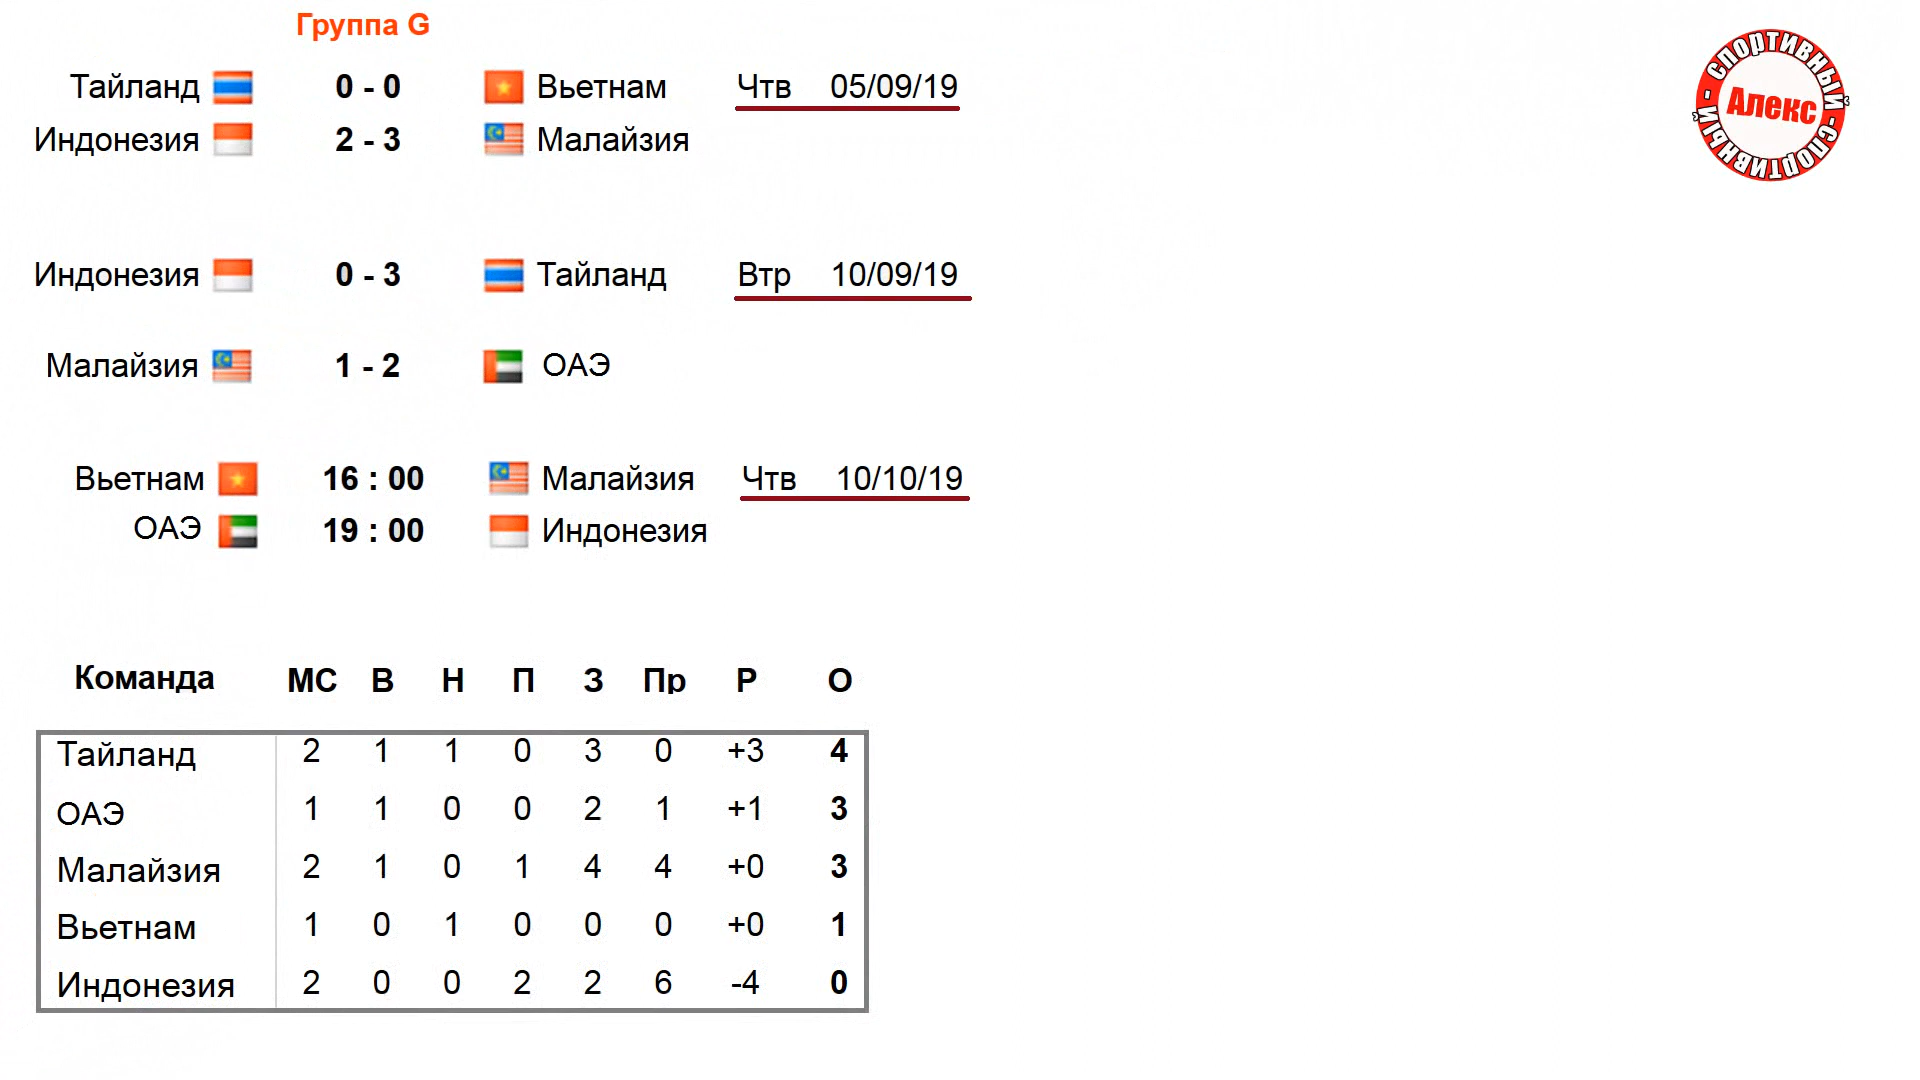 Группа G
Тайланд 0 - 0 Вьетнам Чтв 05/09/19
Индонезия 2 - 3 Малайзия
Индонезия 0 - 3 Тайланд Втр 10/09/19
Малайзия 1 - 2 ОАЭ
Вьетнам 16 : 00 Малайзия Чтв 10/10/19
ОАЭ 19 : 00 Индонезия
Команда МС В Н П З Пр Р О
Тайланд 2 1 1 0 3 0 +3 4
ОАЭ 1 1 0 0 2 1 +1 3
Малайзия 2 1 0 1 4 4 +0 3
Вьетнам 1 0 1 0 0 0 +0 1
Индонезия 2 0 0 2 2 6 -4 0
- СПОРТИВНЫЙ - СПОРТИВНЫЙ
Алекс